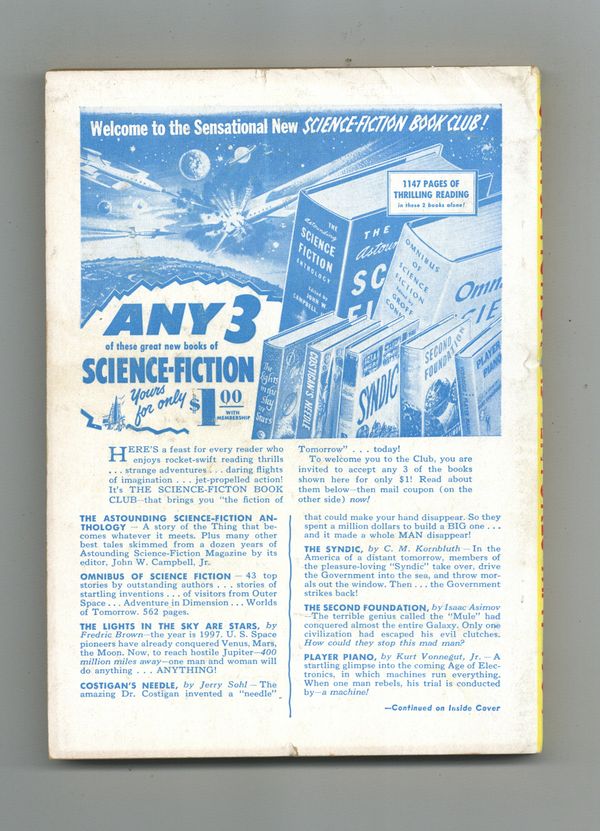 Welcome to the Sensational New SCIENCE-FICTION BOOK CLUB!
1147 PAGES OF
THRILLING READING
in these 2 books alone!
THE
Astounding
SCIENCE
FICTION
ANTHOLOGY
Edited by
JOHN W.
CAMPBELL,
THE
OMNIBUS
OF
SCIENCE
FICTION
GROFF
ANY 3
of these great new books of
SCIENCE-FICTION
Yours
for only $1.00
WITH
MEMBERSHIP
The Lights
in the
Sky are
Stars
COSTIGAN'S NEEDLE
SYNDIC
SECOND
FOUNDATION
PLAYER
PIANO
HERE'S a feast for every reader who
enjoys rocket-swift reading thrills
. . . strange adventures . . . daring flights
of imagination . . . jet-propelled action!
It's THE SCIENCE-FICTON BOOK
CLUB—that brings you "the fiction of
Tomorrow" . . . today!
To welcome you to the Club, you are
invited to accept any 3 of the books
shown here for only $1! Read about
them below—then mail coupon (on the
other side) now!
THE ASTOUNDING SCIENCE-FICTION AN-
THOLOGY — A story of the Thing that be-
comes whatever it meets. Plus many other
best tales skimmed from a dozen years of
Astounding Science-Fiction Magazine by its
editor, John W. Campbell, Jr.
OMNIBUS OF SCIENCE FICTION — 43 top
stories by outstanding authors . . . stories of
startling inventions . . . of visitors from Outer
Space . . . Adventure in Dimension . . . Worlds
of Tomorrow. 562 pages.
THE LIGHTS IN THE SKY ARE STARS, by
Fredric Brown—the year is 1997. U. S. Space
pioneers have already conquered Venus, Mars,
the Moon. Now, to reach hostile Jupiter—400
million miles away—one man and woman will
do anything . . . ANYTHING!
COSTIGAN'S NEEDLE, by Jerry Sohl — The
amazing Dr. Costigan invented a "needle"
that could make your hand disappear. So they
spent a million dollars to build a BIG one . . .
and it made a whole MAN disappear!
THE SYNDIC, by C. M. Kornbluth — In the
America of a distant tomorrow, members of
the pleasure-loving "Syndic" take over, drive
the Government into the sea, and throw mor-
als out the window. Then . . . the Government
strikes back!
THE SECOND FOUNDATION, by Isaac Asimov
—The terrible genius called the "Mule" had
conquered almost the entire Galaxy. Only one
civilization had escaped his evil clutches.
How could they stop this mad man?
PLAYER PIANO, by Kurt Vonnegut, Jr. — A
startling glimpse into the coming Age of Elec-
tronics, in which machines run everything.
When one man rebels, his trial is conducted
by—a machine!
—Continued on Inside Cover